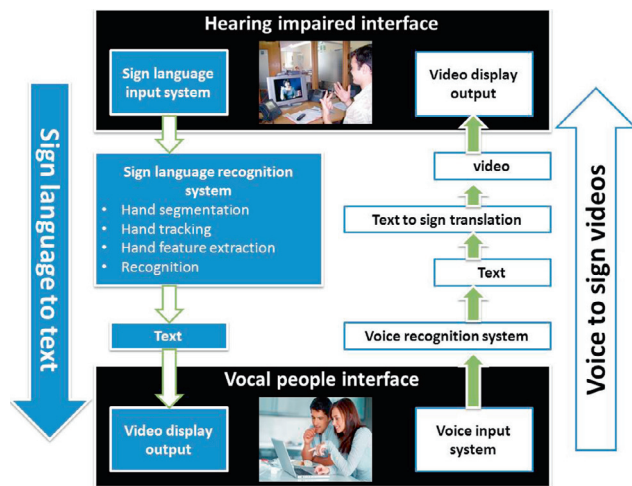 Hearing impaired interface
Sign language
input system
Video display
output
Sign language to text
Sign language recognition
system
• Hand segmentation
• Hand tracking
• Hand feature extraction
• Recognition
Text
video
Text to sign translation
Text
Voice recognition system
Voice to sign videos
Vocal people interface
Video display
output
Voice input
system